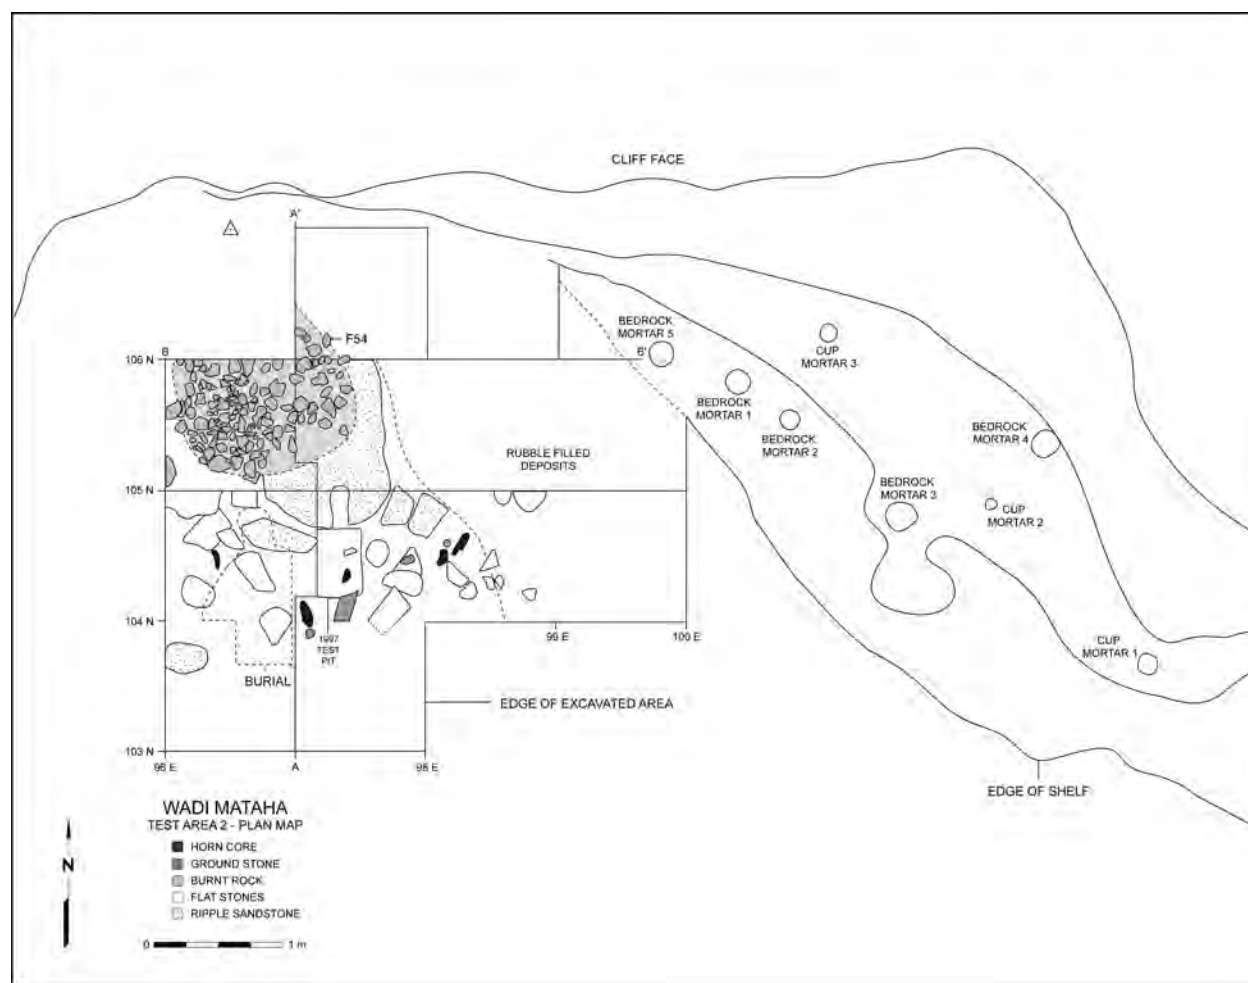 CLIFF FACE
'A'
F54
BEDROCK
MORTAR 5
CUP
MORTAR 3
B
B'
106 N
BEDROCK
MORTAR 1
BEDROCK
MORTAR 2
BEDROCK
MORTAR 4
RUBBLE FILLED
DEPOSITS
105 N
BEDROCK
MORTAR 3
CUP
MORTAR 2
104 N
1997
TEST
PIT
99 E
100 E
CUP
MORTAR 1
BURIAL
EDGE OF EXCAVATED AREA
103 N
96 E
A
98 E
EDGE OF SHELF
WADI MATAHA
TEST AREA 2 - PLAN MAP
HORN CORE
GROUND STONE
BURNT ROCK
FLAT STONES
RIPPLE SANDSTONE
N
0
1 m